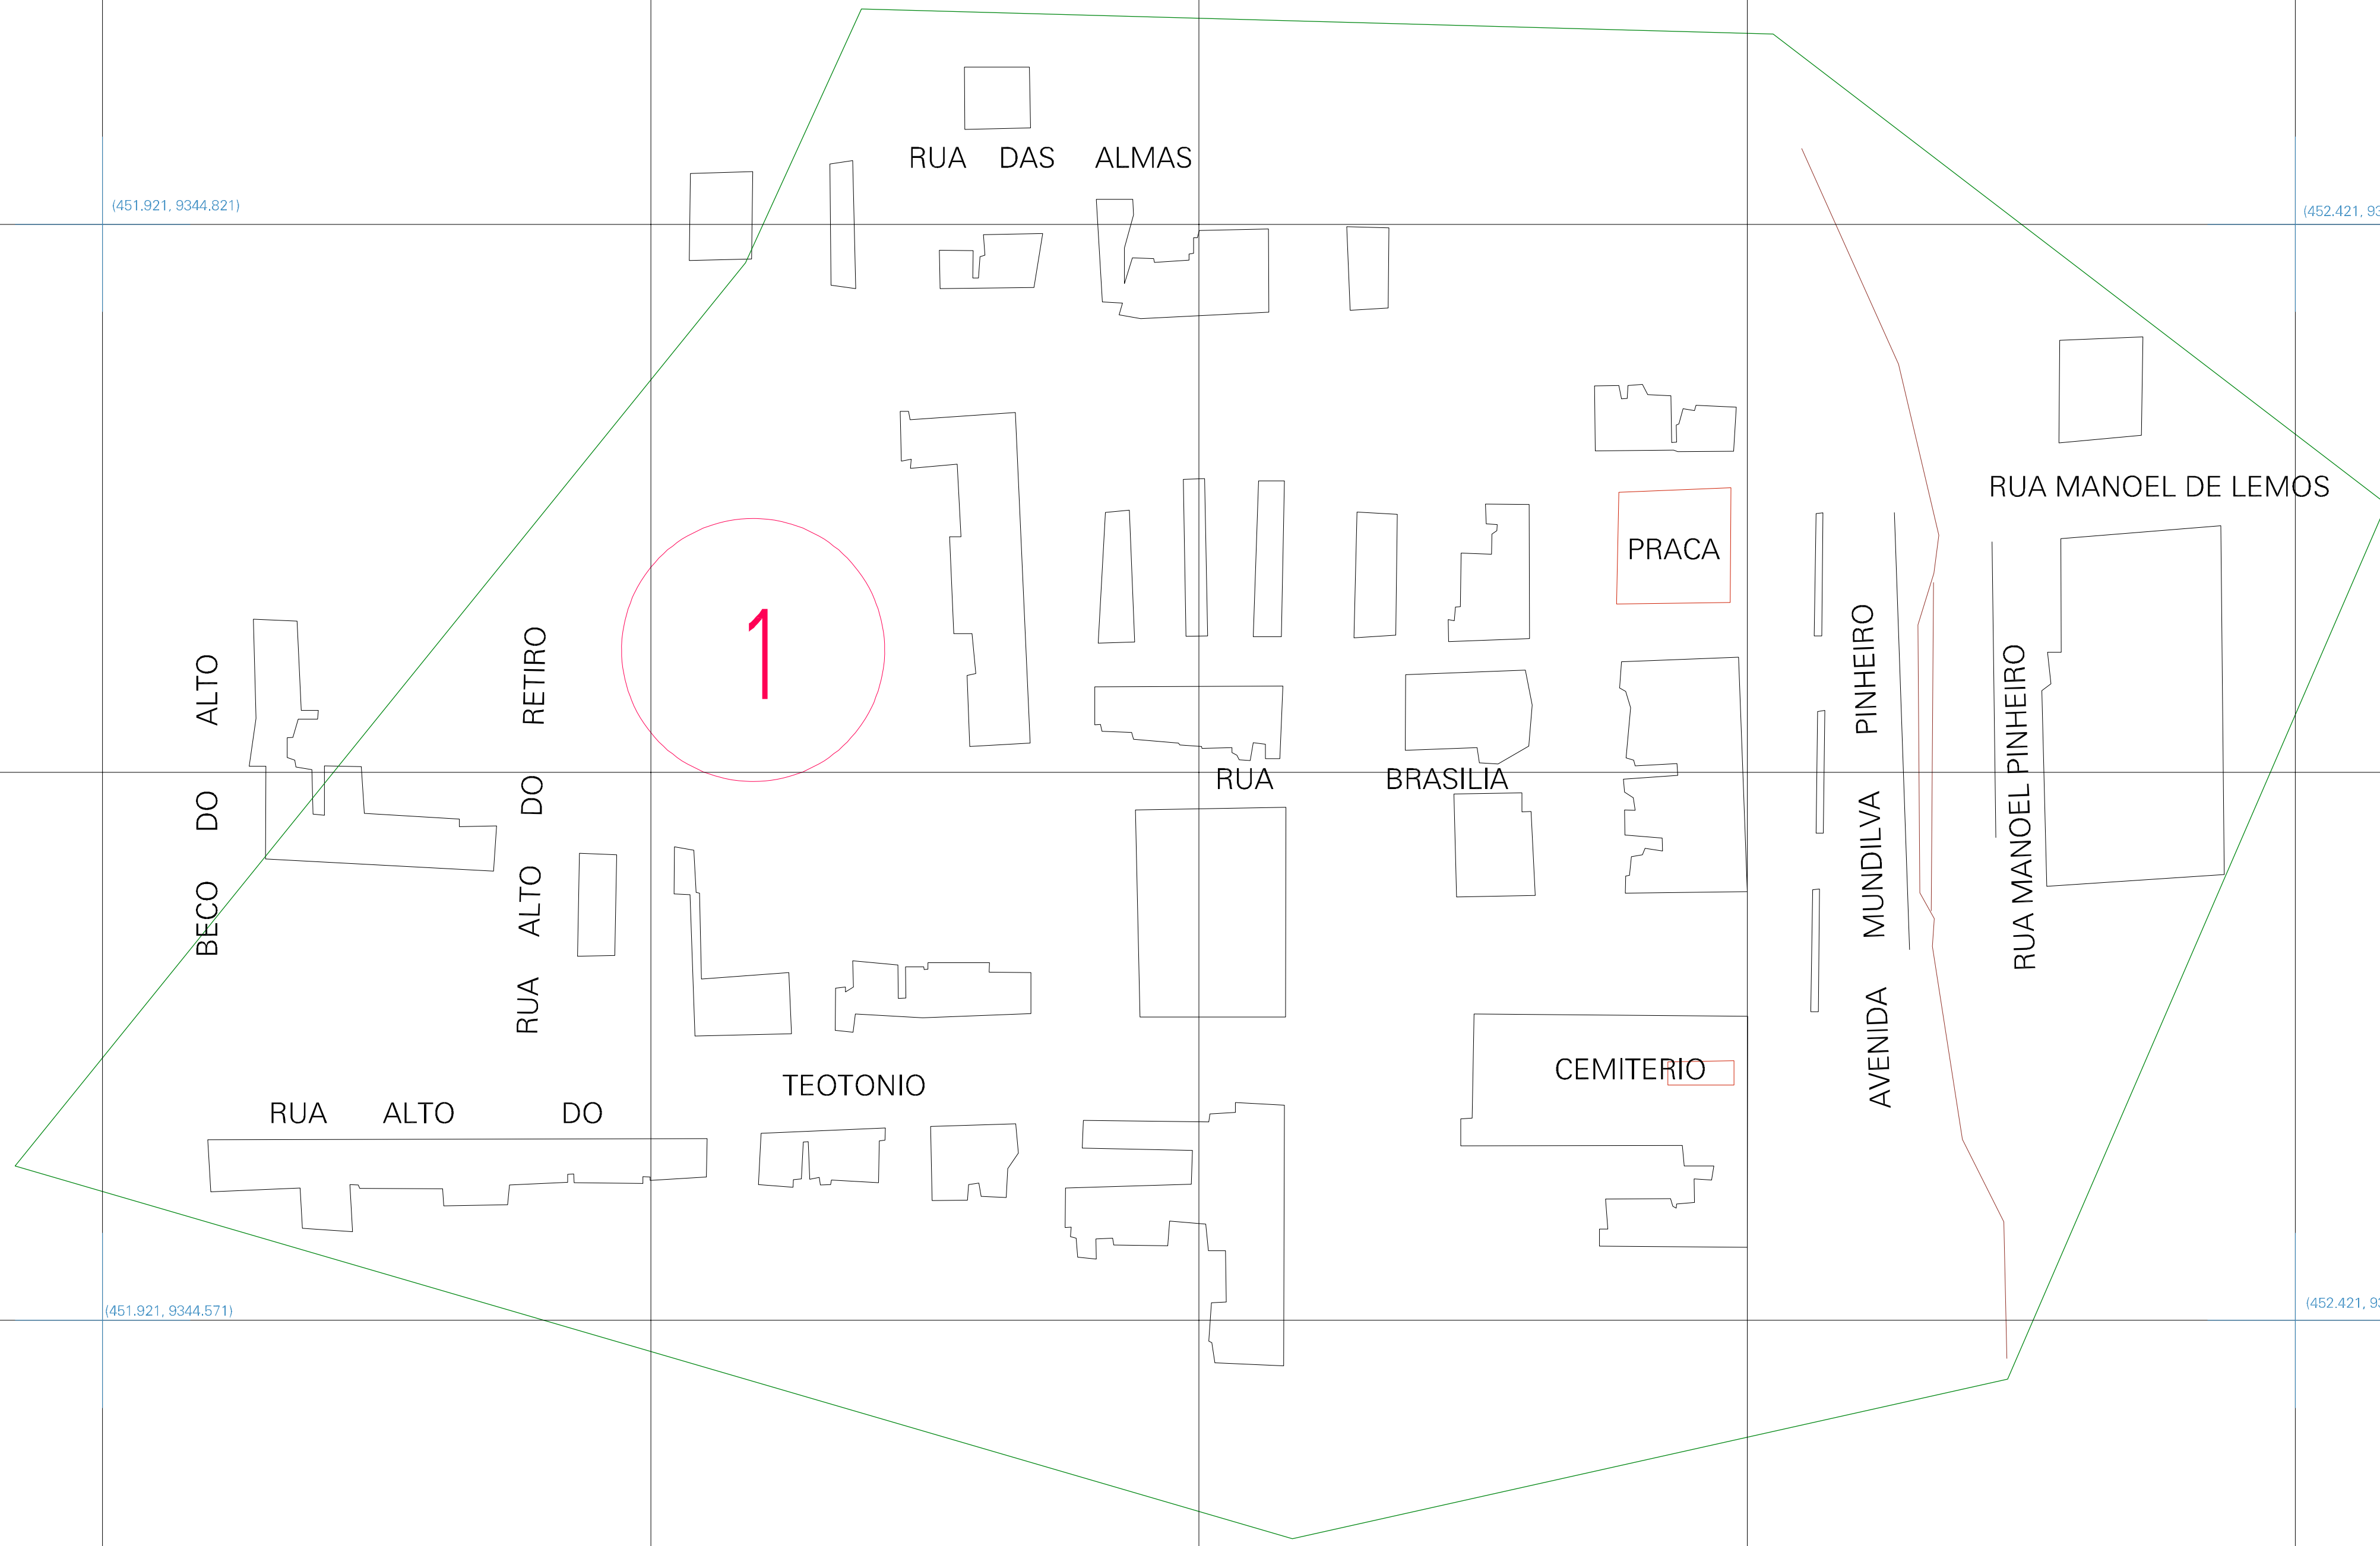 RUA DAS ALMAS
(451.921, 9344.821)
(452.421, 93
RUA MANOEL DE LEMOS
PRACA
1
BECO DO ALTO
RUA ALTO DO RETIRO
AVENIDA MUNDILVA PINHEIRO
RUA MANOEL PINHEIRO
RUA BRASILIA
CEMITERIO
TEOTONIO
RUA ALTO DO
(451.921, 9344.571)
(452.421, 93